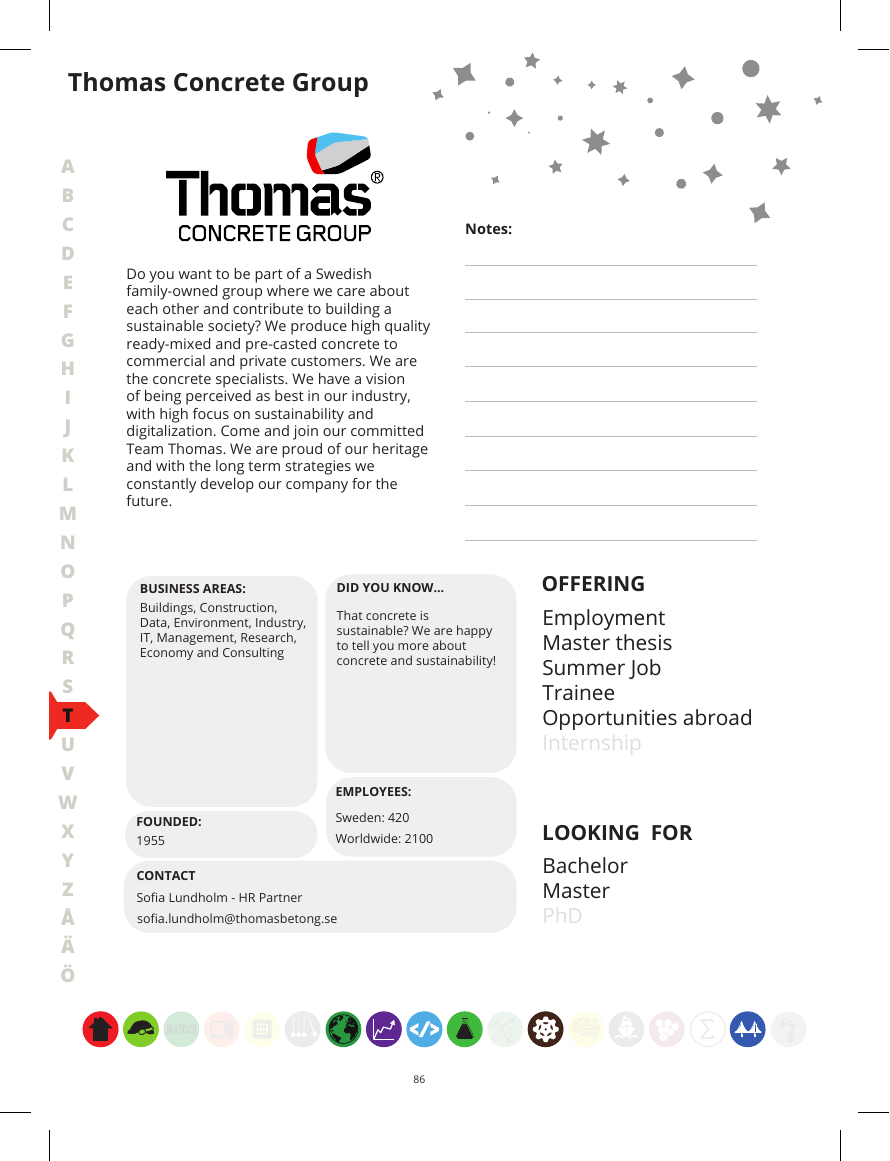 Thomas Concrete Group
Thomas®
CONCRETE GROUP
A
B
C
D
E
F
G
H
I
J
K
L
M
N
O
P
Q
R
S
T
U
V
W
X
Y
Z
Å
Ä
Ö
Do you want to be part of a Swedish
family-owned group where we care about
each other and contribute to building a
sustainable society? We produce high quality
ready-mixed and pre-casted concrete to
commercial and private customers. We are
the concrete specialists. We have a vision
of being perceived as best in our industry,
with high focus on sustainability and
digitalization. Come and join our committed
Team Thomas. We are proud of our heritage
and with the long term strategies we
constantly develop our company for the
future.
Notes:
BUSINESS AREAS:
Buildings, Construction,
Data, Environment, Industry,
IT, Management, Research,
Economy and Consulting
DID YOU KNOW...
That concrete is
sustainable? We are happy
to tell you more about
concrete and sustainability!
FOUNDED:
1955
EMPLOYEES:
Sweden: 420
Worldwide: 2100
CONTACT
Sofia Lundholm - HR Partner
sofia.lundholm@thomasbetong.se
OFFERING
Employment
Master thesis
Summer Job
Trainee
Opportunities abroad
Internship
LOOKING FOR
Bachelor
Master
PhD
86